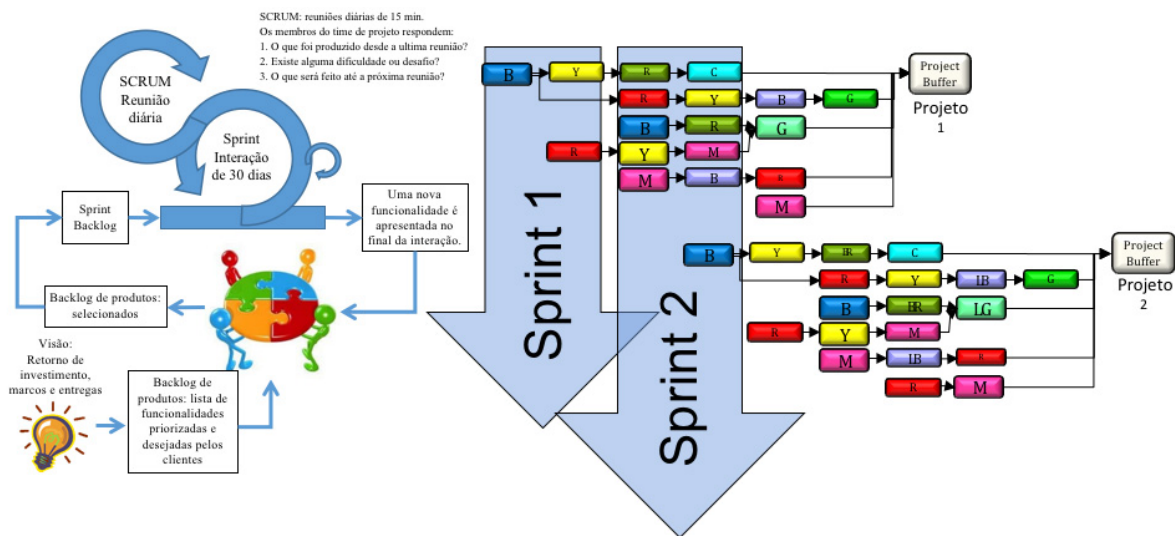 SCRUM: reuniões diárias de 15 min.
Os membros do time de projeto respondem:
1. O que foi produzido desde a ultima reunião?
2. Existe alguma dificuldade ou desafio?
3. O que será feito até a próxima reunião?
SCRUM
Reunião
diária
Sprint
Interação
de 30 dias
Sprint
Backlog
Uma nova
funcionalidade é
apresentada no
final da interação.
Backlog de produtos:
selecionados
Visão:
Retorno de
investimento,
marcos e entregas
Backlog de
produtos: lista de
funcionalidades
priorizadas e
desejadas pelos
clientes
Sprint 1
Sprint 2
B Y R C
R Y B G
B R G
R Y M
M B R
M
Project
Buffer
Projeto
1
B Y BR C
R Y LB G
B BR LG
R Y M
M LB R
R M
Project
Buffer
Projeto
2